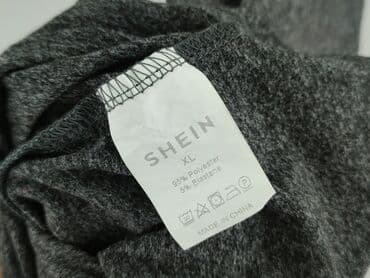 SHEIN
XL
95% Polyester
5% Elastane
MADE IN CHINA